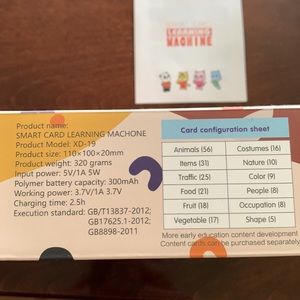 SMART CARD
LEARNING
MACHINE
Product name:
SMART CARD LEARNING MACHONE
Product model: XD-19
Product size: 110×100×20mm
Product weight: 320 grams
Input power: 5V/1A 5W
Polymer battery capacity: 300mAh
Working power: 3.7V/1A 3.7V
Charging time: 2.5h
Execution standard: GB/T13837-2012;
GB17625.1-2012;
GB8898-2011
Card configuration sheet
Animals (56) Costumes (16)
Items (31) Nature (10)
Traffic (25) Color (9)
Food (21) People (8)
Fruit (18) Occupation (8)
Vegetable (17) Shape (5)
More early education content development
Content cards can be purchased separately